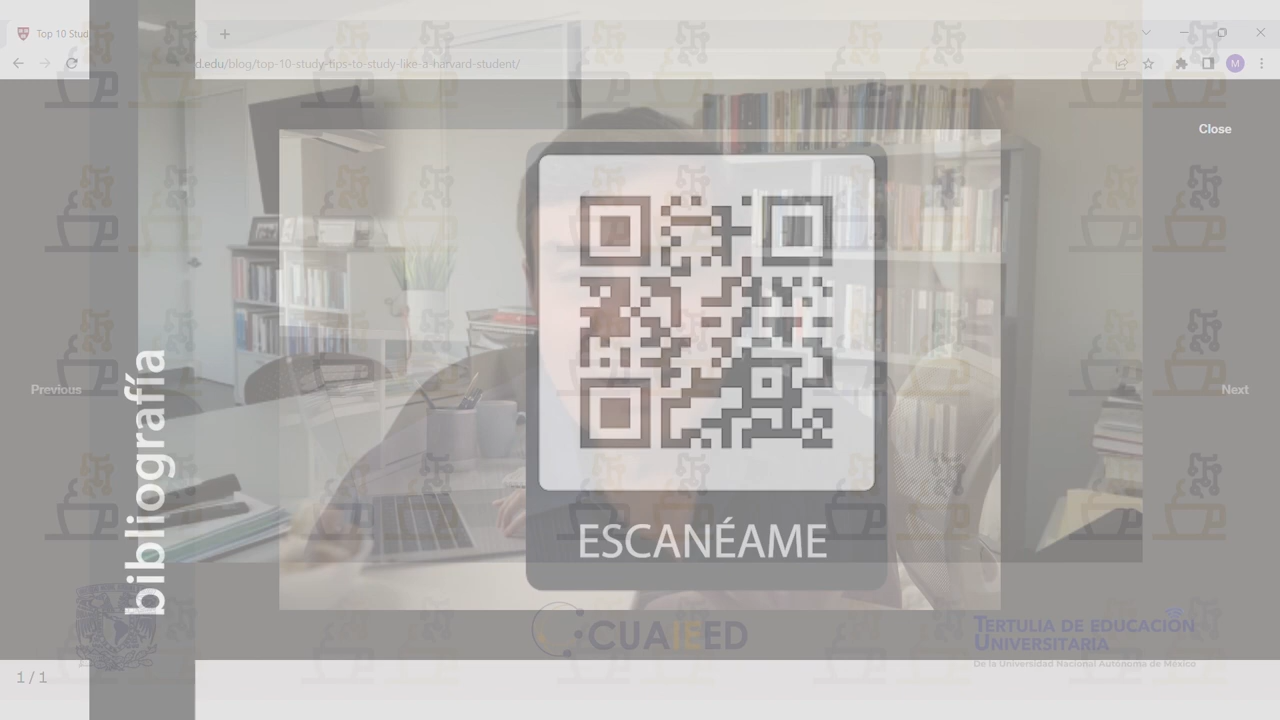 Top 10 Stud
d.edu/blog/top-10-study-tips-to-study-like-a-harvard-student/
M
Close
Previous
Next
bibliografía
ESCANÉAME
CUAIEED
TERTULIA DE EDUCACIÓN
UNIVERSITARIA
De la Universidad Nacional Autónoma de México
1 / 1